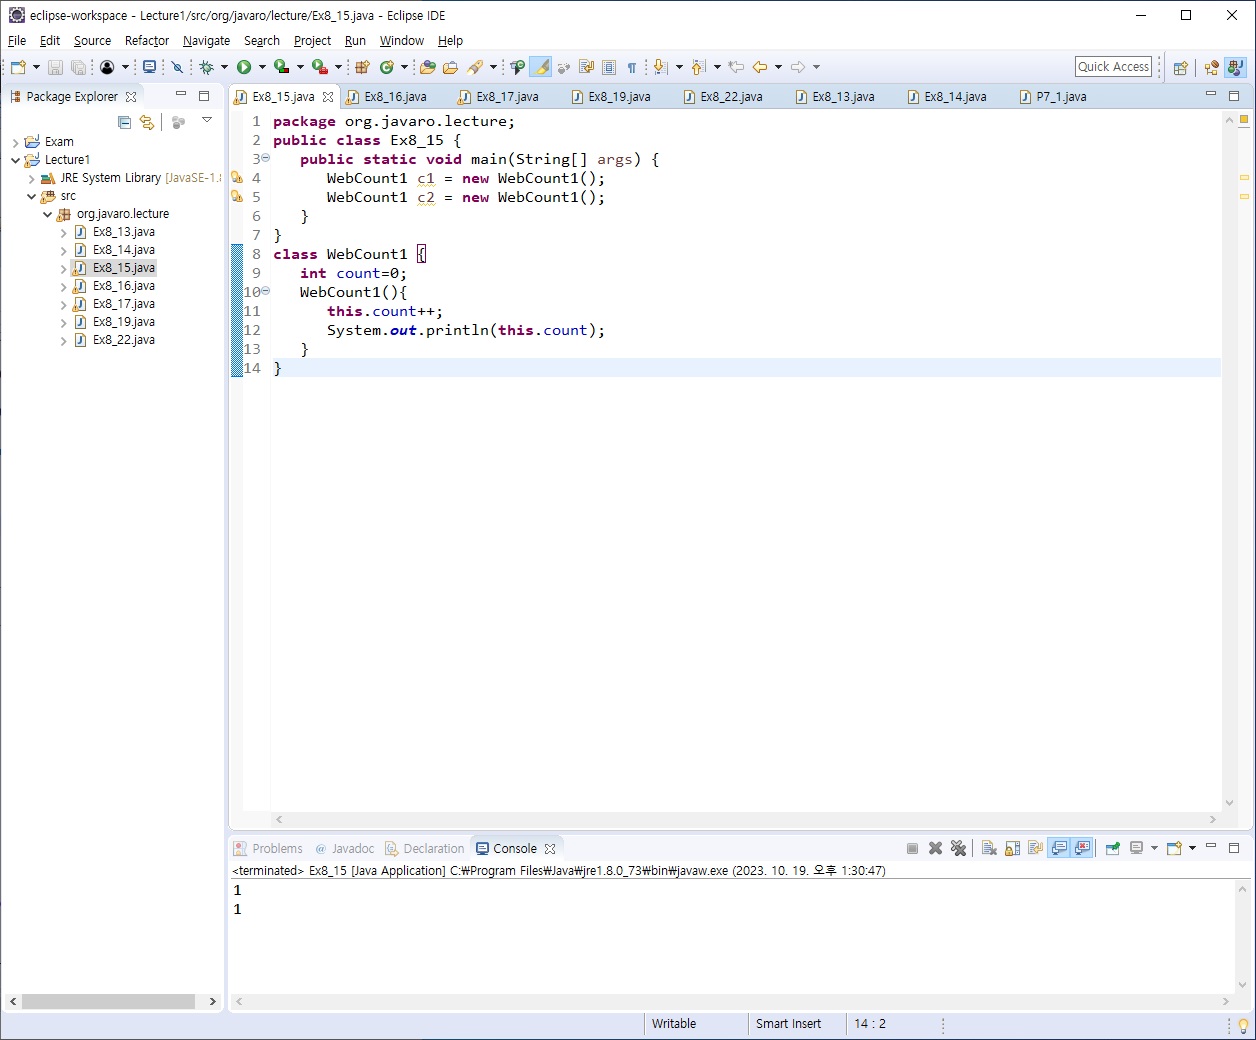 eclipse-workspace - Lecture1/src/org/javaro/lecture/Ex8_15.java - Eclipse IDE
File Edit Source Refactor Navigate Search Project Run Window Help
Quick Access
Package Explorer
Ex8_15.java Ex8_16.java Ex8_17.java Ex8_19.java Ex8_22.java Ex8_13.java Ex8_14.java P7_1.java
Exam
Lecture1
JRE System Library [JavaSE-1.8
src
org.javaro.lecture
Ex8_13.java
Ex8_14.java
Ex8_15.java
Ex8_16.java
Ex8_17.java
Ex8_19.java
Ex8_22.java
1 package org.javaro.lecture;
2 public class Ex8_15 {
3 public static void main(String[] args) {
4 WebCount1 c1 = new WebCount1();
5 WebCount1 c2 = new WebCount1();
6 }
7 }
8 class WebCount1 {
9 int count=0;
10 WebCount1(){
11 this.count++;
12 System.out.println(this.count);
13 }
14 }
Problems @ Javadoc Declaration Console
<terminated> Ex8_15 [Java Application] C:₩Program Files₩Java₩jre1.8.0_73₩bin₩javaw.exe (2023. 10. 19. 오후 1:30:47)
1
1
Writable Smart Insert 14 : 2